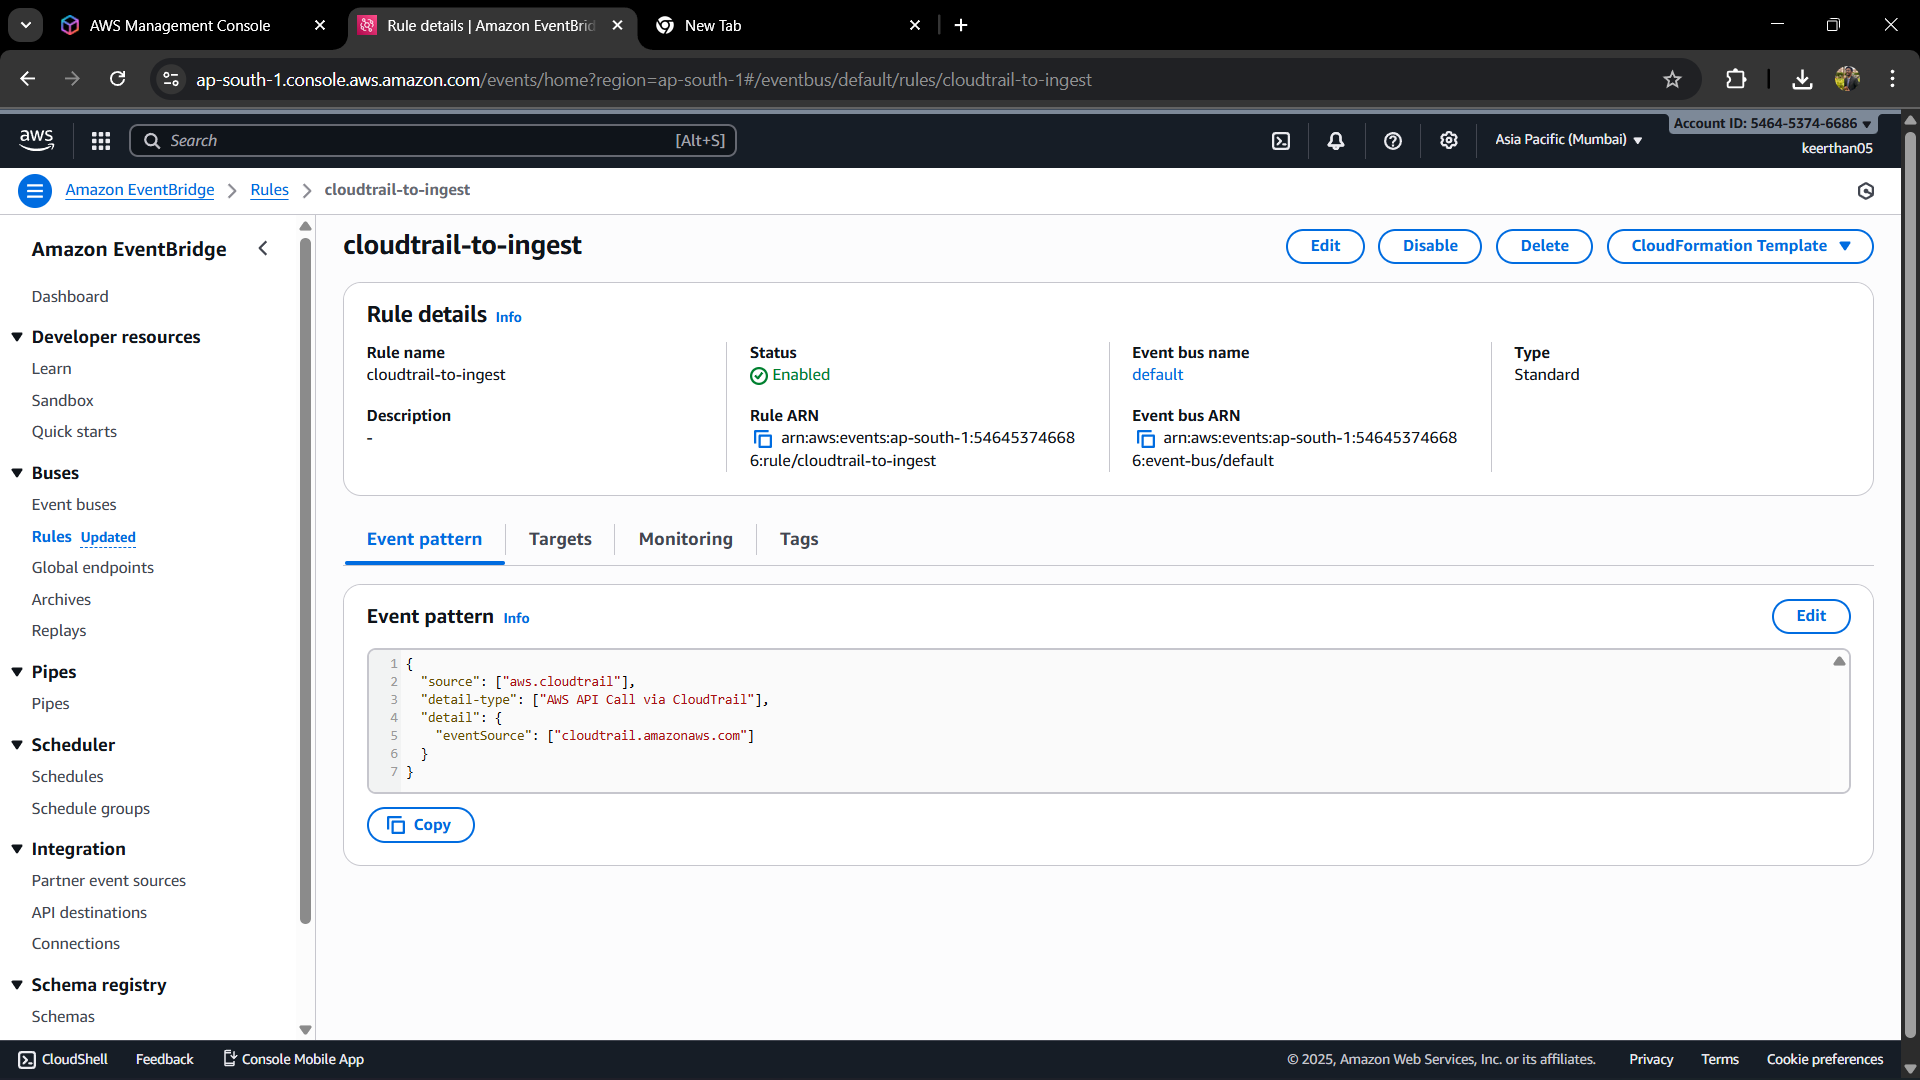 AWS Management Console
Rule details | Amazon EventBrid
New Tab
ap-south-1.console.aws.amazon.com/events/home?region=ap-south-1#/eventbus/default/rules/cloudtrail-to-ingest
aws
Search
[Alt+S]
Asia Pacific (Mumbai)
Account ID: 5464-5374-6686
keerthan05
Amazon EventBridge
Rules
cloudtrail-to-ingest
Amazon EventBridge
Dashboard
Developer resources
Learn
Sandbox
Quick starts
Buses
Event buses
Rules Updated
Global endpoints
Archives
Replays
Pipes
Pipes
Scheduler
Schedules
Schedule groups
Integration
Partner event sources
API destinations
Connections
Schema registry
Schemas
cloudtrail-to-ingest
Edit
Disable
Delete
CloudFormation Template
Rule details Info
Rule name
cloudtrail-to-ingest
Description
-
Status
Enabled
Rule ARN
arn:aws:events:ap-south-1:54645374668
6:rule/cloudtrail-to-ingest
Event bus name
default
Event bus ARN
arn:aws:events:ap-south-1:54645374668
6:event-bus/default
Type
Standard
Event pattern
Targets
Monitoring
Tags
Event pattern Info
Edit
1 {
2 "source": ["aws.cloudtrail"],
3 "detail-type": ["AWS API Call via CloudTrail"],
4 "detail": {
5 "eventSource": ["cloudtrail.amazonaws.com"]
6 }
7 }
Copy
CloudShell
Feedback
Console Mobile App
© 2025, Amazon Web Services, Inc. or its affiliates.
Privacy
Terms
Cookie preferences